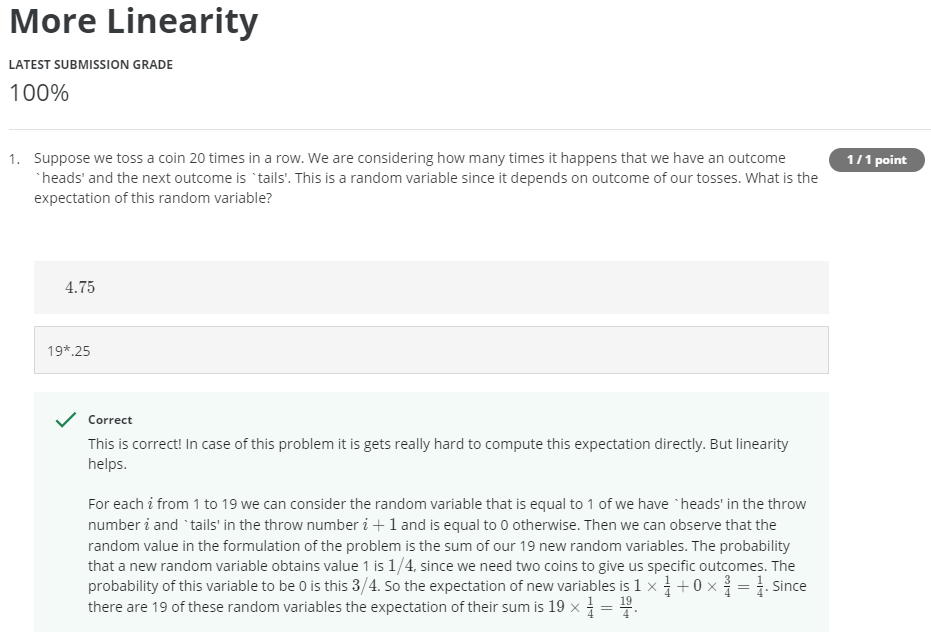 More Linearity
LATEST SUBMISSION GRADE
100%
1. Suppose we toss a coin 20 times in a row. We are considering how many times it happens that we have an outcome
`heads' and the next outcome is `tails'. This is a random variable since it depends on outcome of our tosses. What is the
expectation of this random variable?
1 / 1 point
4.75
19*.25
Correct
This is correct! In case of this problem it is gets really hard to compute this expectation directly. But linearity
helps.
For each i from 1 to 19 we can consider the random variable that is equal to 1 of we have `heads' in the throw
number i and `tails' in the throw number i + 1 and is equal to 0 otherwise. Then we can observe that the
random value in the formulation of the problem is the sum of our 19 new random variables. The probability
that a new random variable obtains value 1 is 1/4, since we need two coins to give us specific outcomes. The
probability of this variable to be 0 is this 3/4. So the expectation of new variables is 1 × 1/4 + 0 × 3/4 = 1/4. Since
there are 19 of these random variables the expectation of their sum is 19 × 1/4 = 19/4.